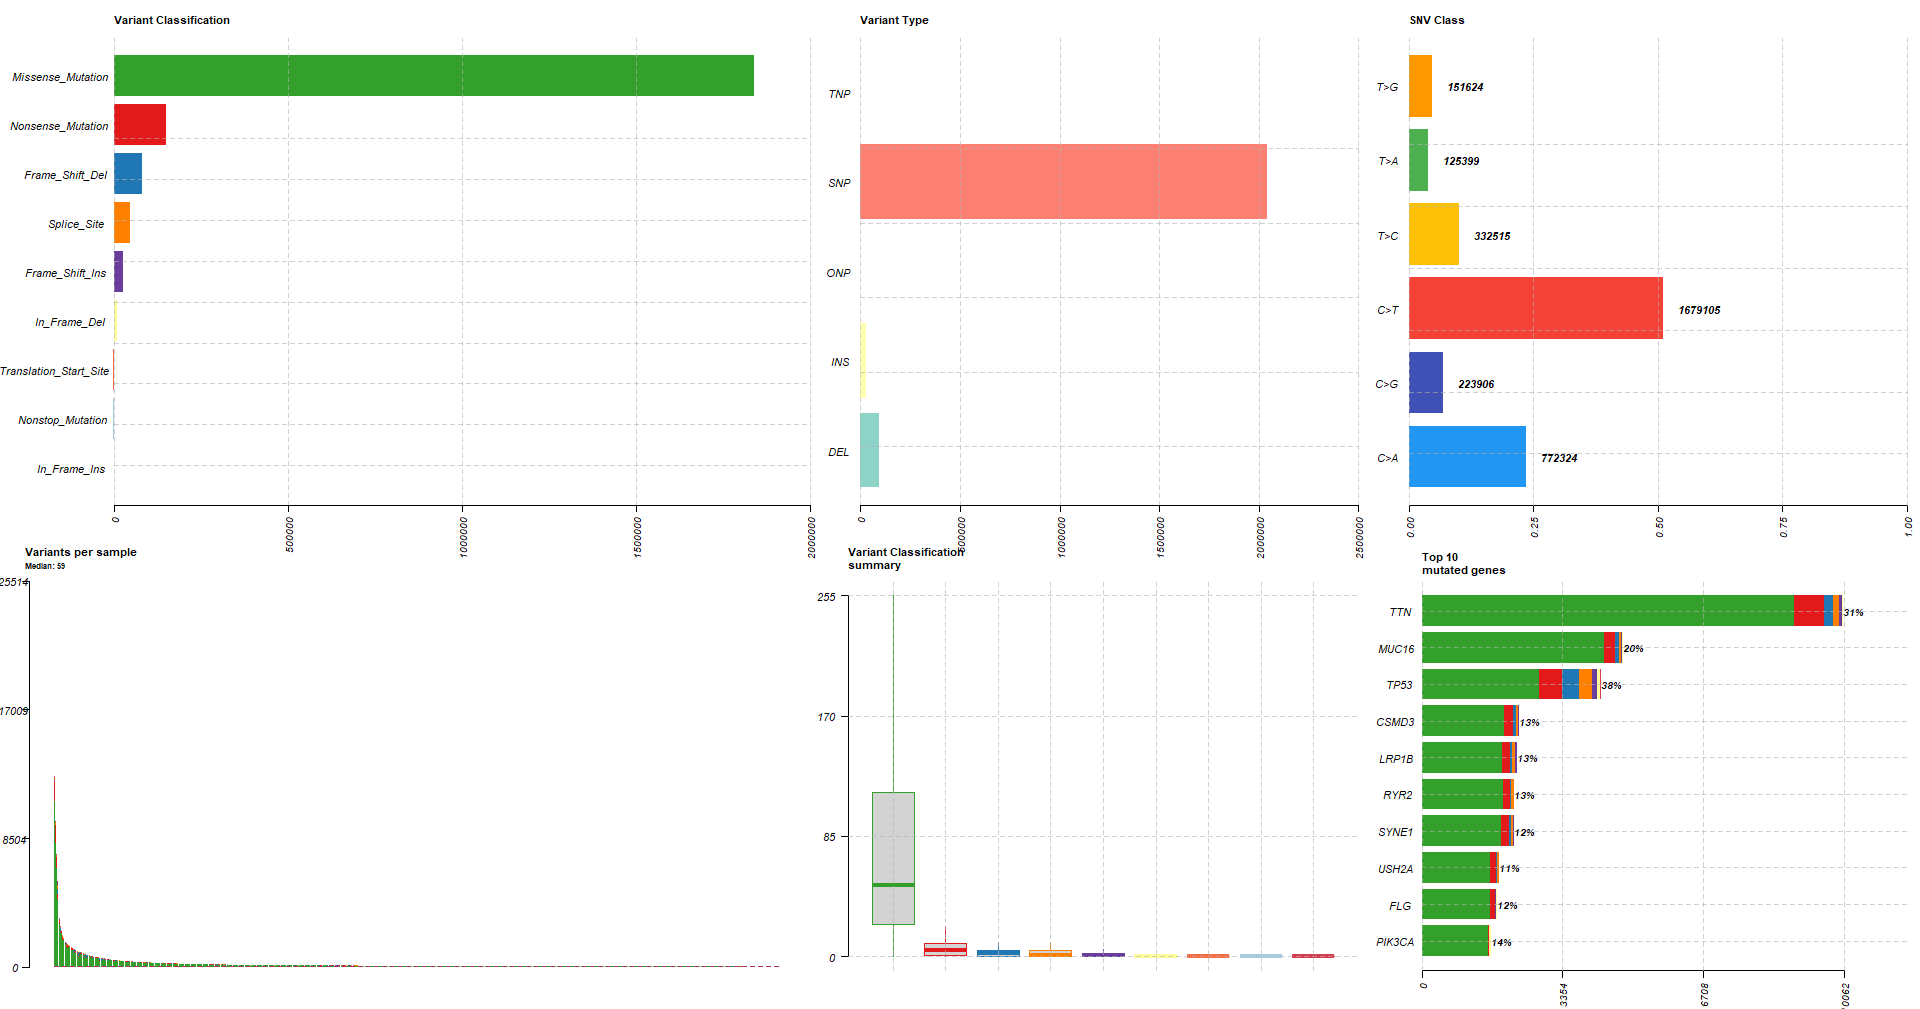 Variant Classification
Missense_Mutation
Nonsense_Mutation
Frame_Shift_Del
Splice_Site
Frame_Shift_Ins
In_Frame_Del
Translation_Start_Site
Nonstop_Mutation
In_Frame_Ins
0
500000
1000000
1500000
2000000
Variant Type
TNP
SNP
ONP
INS
DEL
0
500000
1000000
1500000
2000000
2500000
SNV Class
T>G 151624
T>A 125399
T>C 332515
C>T 1679105
C>G 223906
C>A 772324
0.00
0.25
0.50
0.75
1.00
Variants per sample
Median: 59
25514
17009
8504
0
Variant Classification
summary
255
170
85
0
Top 10
mutated genes
TTN 31%
MUC16 20%
TP53 38%
CSMD3 13%
LRP1B 13%
RYR2 13%
SYNE1 12%
USH2A 11%
FLG 12%
PIK3CA 14%
0
3354
6708
10062